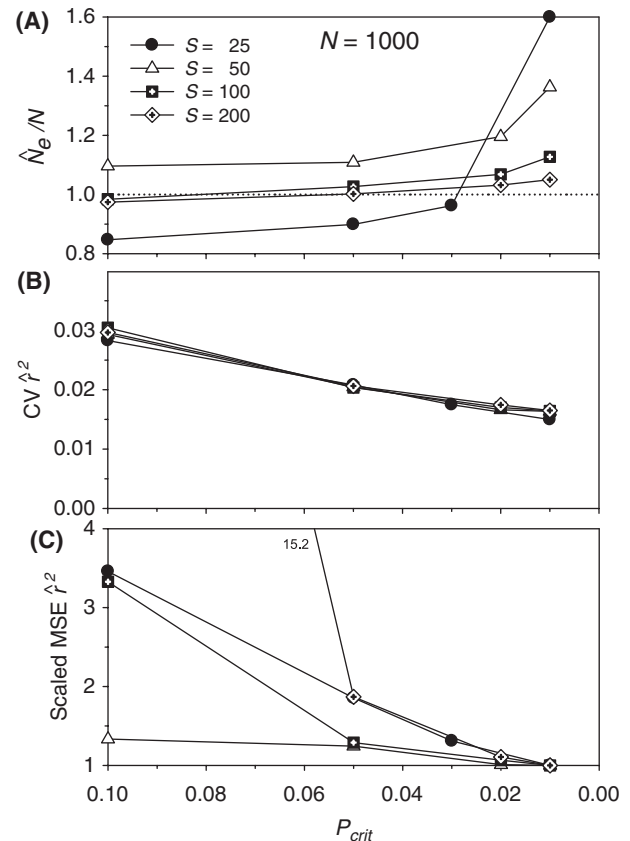 (A)
N̂e /N
1.6
1.4
1.2
1.0
0.8
N = 1000
S = 25
S = 50
S = 100
S = 200
(B)
CV r̂ 2
0.03
0.02
0.01
0.00
(C)
Scaled MSE r̂ 2
4
3
2
1
15.2
0.10 0.08 0.06 0.04 0.02 0.00
Pcrit